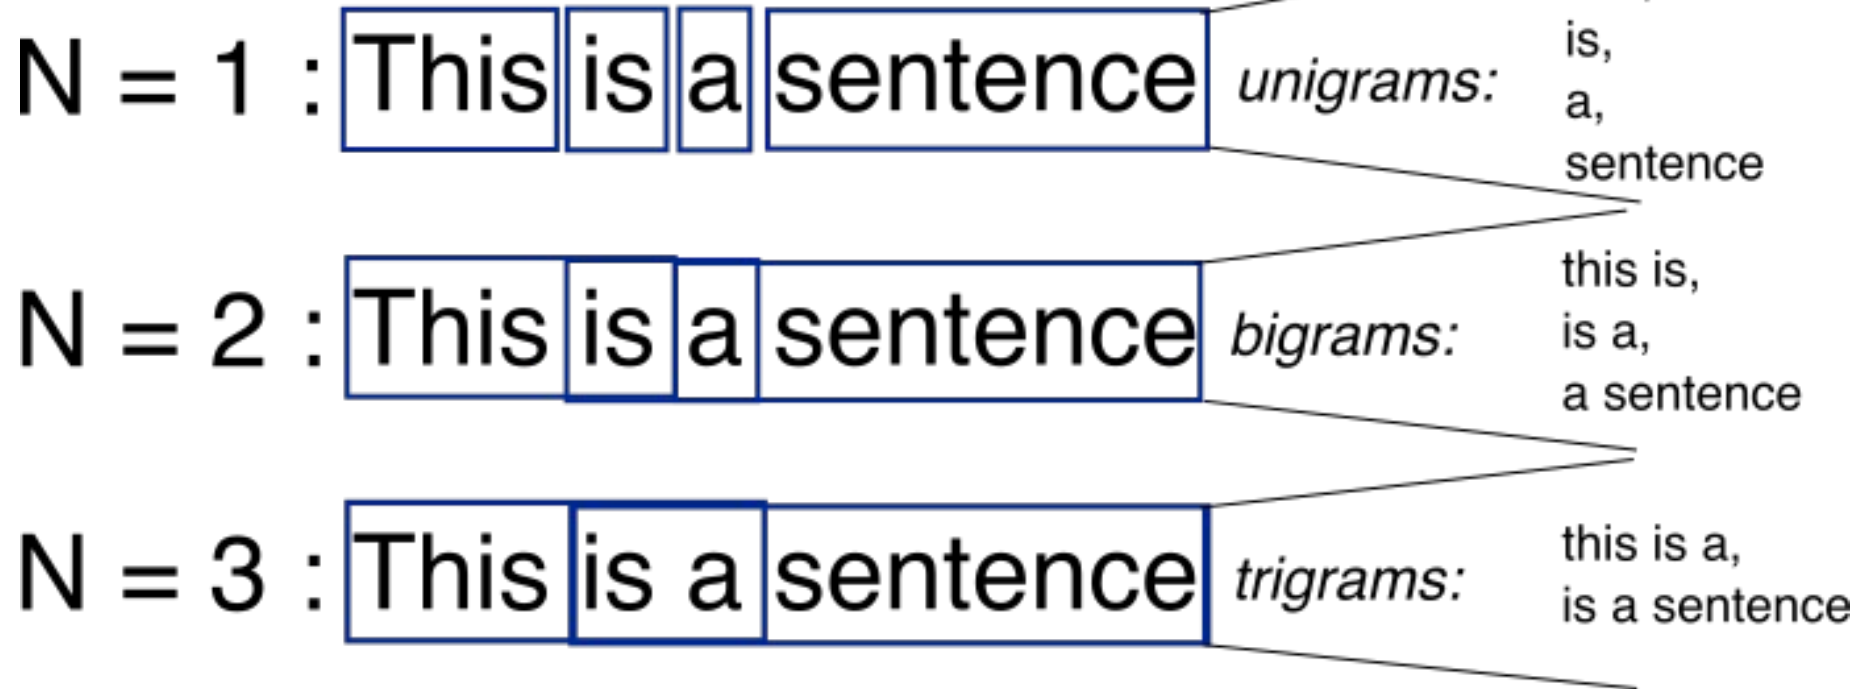 N = 1 : This is a sentence unigrams:
is,
a,
sentence
N = 2 : This is a sentence bigrams:
this is,
is a,
a sentence
N = 3 : This is a sentence trigrams:
this is a,
is a sentence